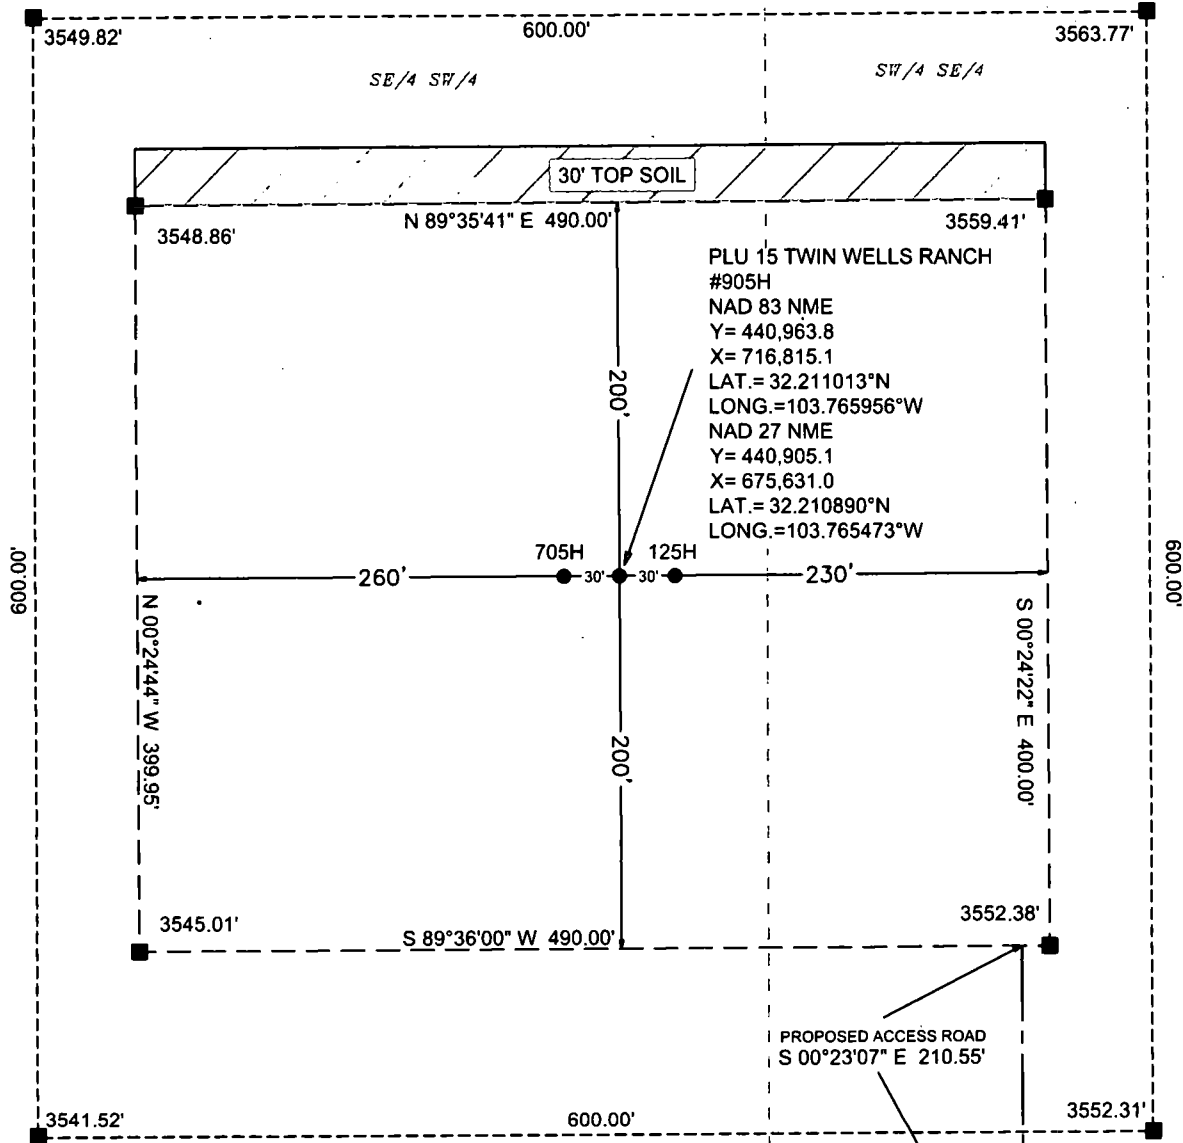 3549.82'
600.00'
3563.77'
SE/4 SW/4
SW/4 SE/4
30' TOP SOIL
N 89°35'41" E 490.00'
3548.86'
3559.41'
PLU 15 TWIN WELLS RANCH
#905H
NAD 83 NME
Y= 440,963.8
X= 716,815.1
LAT.= 32.211013°N
LONG.=103.765956°W
NAD 27 NME
Y= 440,905.1
X= 675,631.0
LAT.= 32.210890°N
LONG.=103.765473°W
200'
705H
125H
260'
30'
30'
230'
600.00'
600.00'
N 00°24'44" W 399.95'
S 00°24'22" E 400.00'
200'
3545.01'
3552.38'
S 89°36'00" W 490.00'
PROPOSED ACCESS ROAD
S 00°23'07" E 210.55'
3541.52'
600.00'
3552.31'